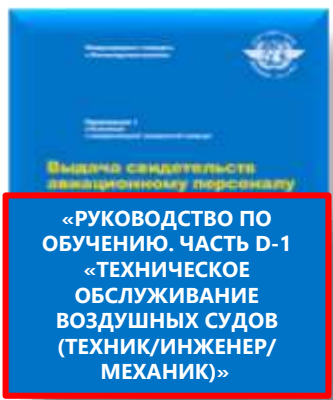 Выдача свидетельств
авиационному персоналу
«РУКОВОДСТВО ПО
ОБУЧЕНИЮ. ЧАСТЬ D-1
«ТЕХНИЧЕСКОЕ
ОБСЛУЖИВАНИЕ
ВОЗДУШНЫХ СУДОВ
(ТЕХНИК/ИНЖЕНЕР/
МЕХАНИК)»